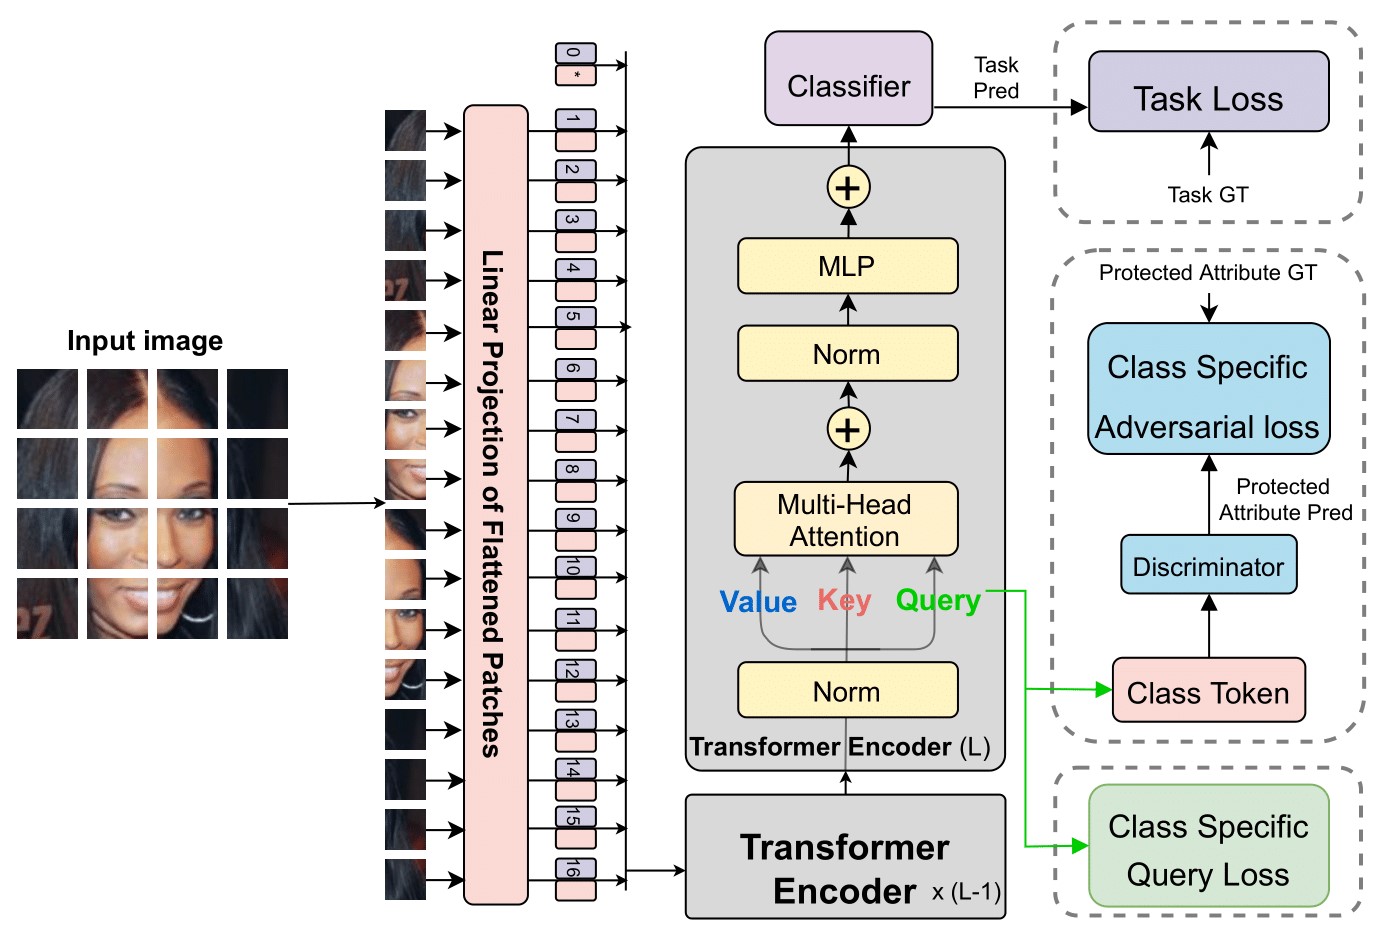 Input image
Linear Projection of Flattened Patches
0
*
1
2
3
4
5
6
7
8
9
10
11
12
13
14
15
16
Classifier
Task
Pred
Task Loss
Task GT
MLP
Norm
Multi-Head
Attention
Value Key Query
Norm
Transformer Encoder (L)
Transformer
Encoder x (L-1)
Protected Attribute GT
Class Specific
Adversarial loss
Protected
Attribute Pred
Discriminator
Class Token
Class Specific
Query Loss